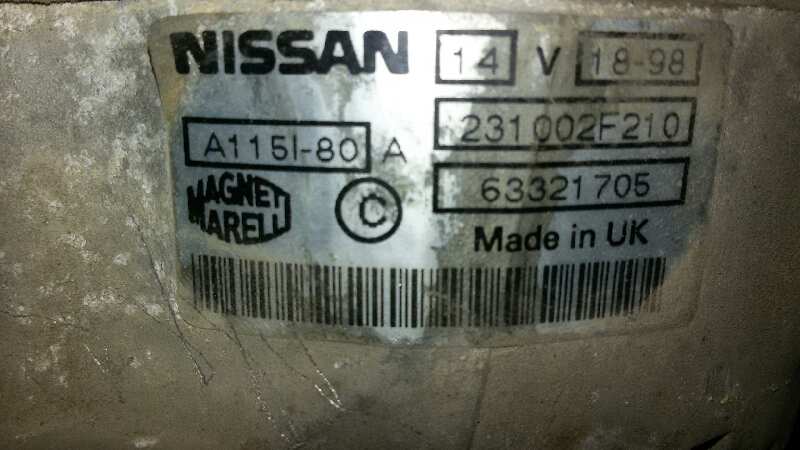 NISSAN 14 V 18-98
231002F210
A115I-80 A
63321705
MAGNETI
MARELLI
C
Made in UK